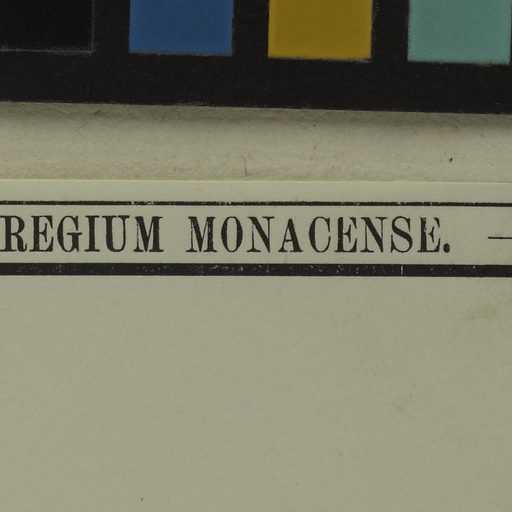 REGIUM MONACENSE. —